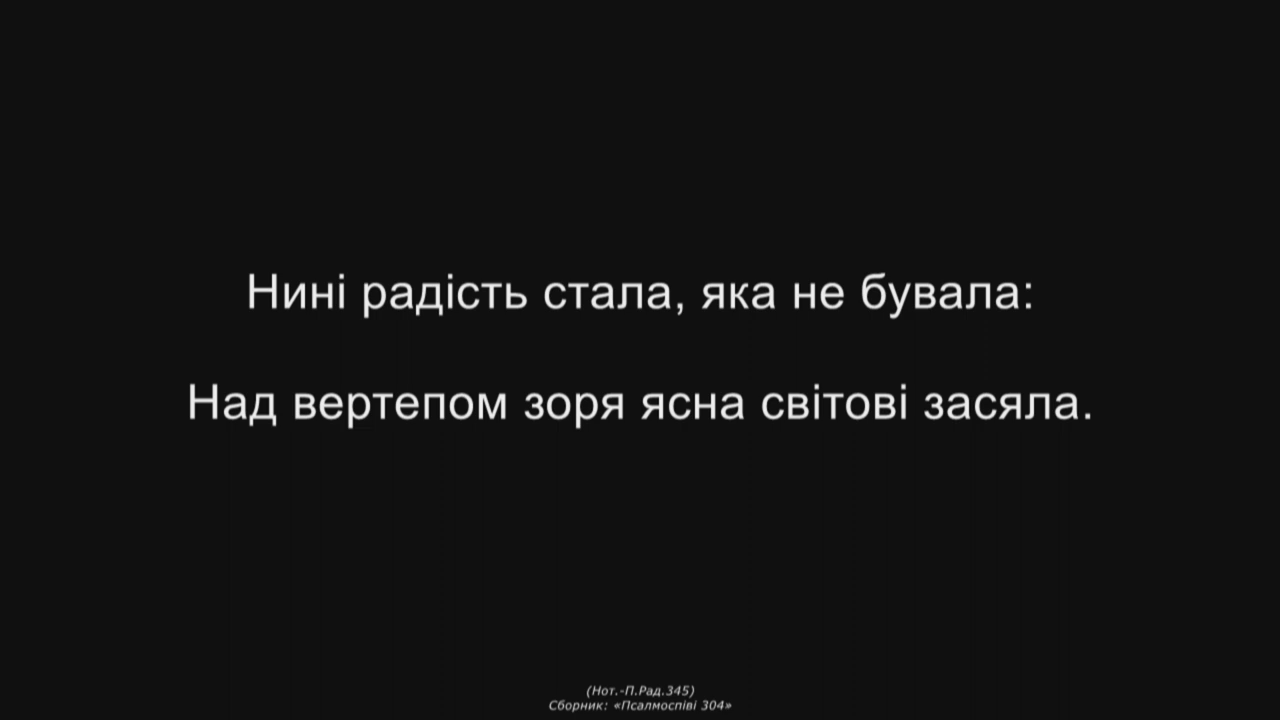 Нині радість стала, яка не бувала:
Над вертепом зоря ясна світові засяла.
(Нот.-П.Рад.345)
Сборник: «Псалмоспіві 304»